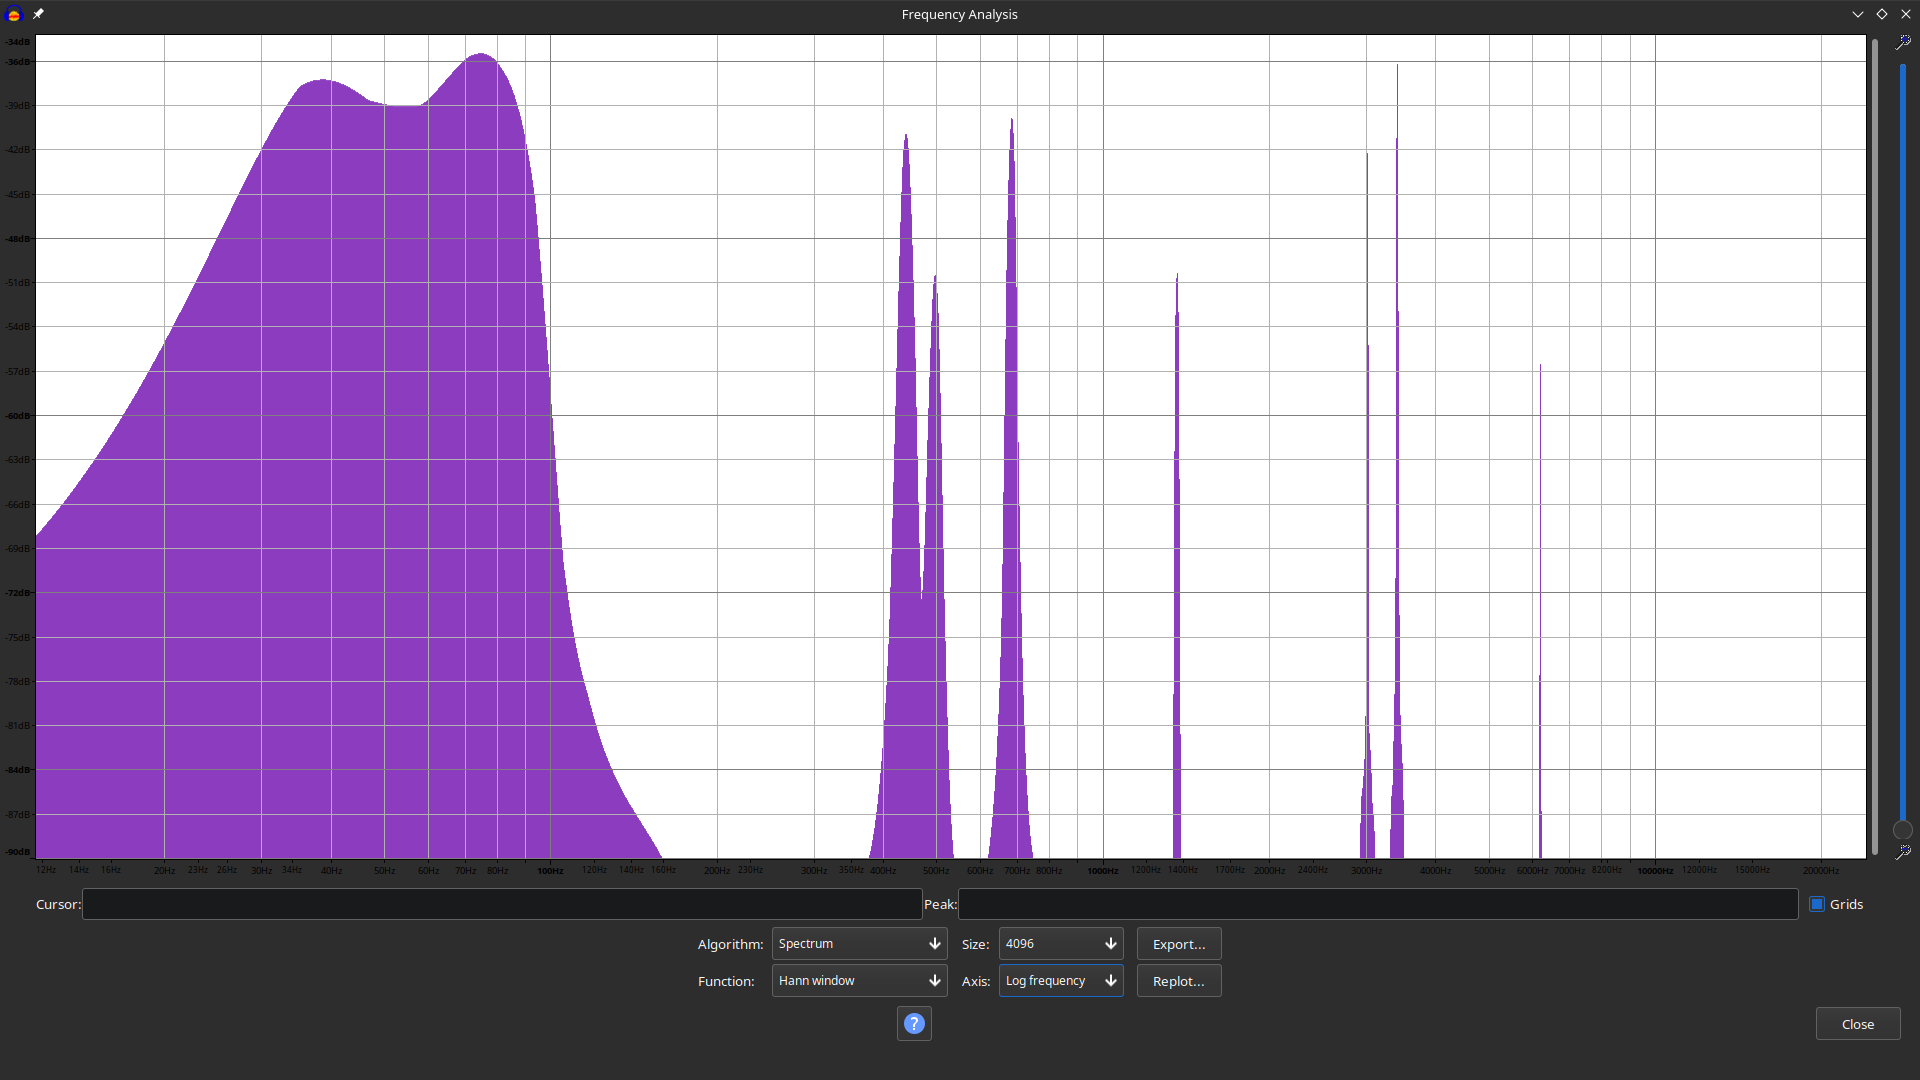 Frequency Analysis
-34dB
-36dB
-39dB
-42dB
-45dB
-48dB
-51dB
-54dB
-57dB
-60dB
-63dB
-66dB
-69dB
-72dB
-75dB
-78dB
-81dB
-84dB
-87dB
-90dB
12Hz 14Hz 16Hz 20Hz 23Hz 26Hz 30Hz 34Hz 40Hz 50Hz 60Hz 70Hz 80Hz 100Hz 120Hz 140Hz 160Hz 200Hz 230Hz 300Hz 350Hz 400Hz 500Hz 600Hz 700Hz 800Hz 1000Hz 1200Hz 1400Hz 1700Hz 2000Hz 2400Hz 3000Hz 4000Hz 5000Hz 6000Hz 7000Hz 8200Hz 10000Hz 12000Hz 15000Hz 20000Hz
Cursor: Peak: Grids
Algorithm: Spectrum Size: 4096 Export...
Function: Hann window Axis: Log frequency Replot...
?
Close